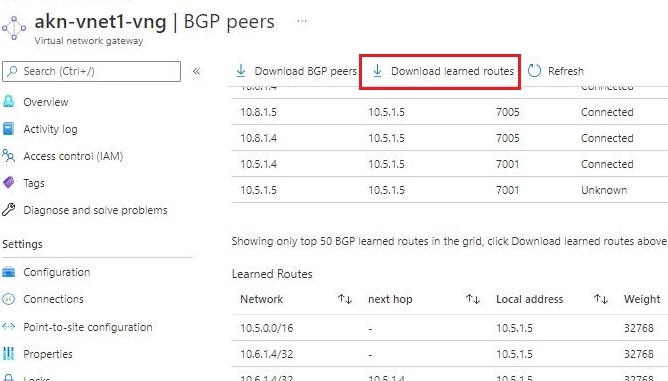 akn-vnet1-vng | BGP peers ...
Virtual network gateway
Search (Ctrl+/) «
Download BGP peers Download learned routes Refresh
Overview
Activity log
Access control (IAM)
Tags
Diagnose and solve problems
Settings
Configuration
Connections
Point-to-site configuration
Properties
Locks
10.8.1.5 10.5.1.5 7005 Connected
10.8.1.4 10.5.1.5 7005 Connected
10.5.1.4 10.5.1.5 7001 Connected
10.5.1.5 10.5.1.5 7001 Unknown
Showing only top 50 BGP learned routes in the grid, click Download learned routes above
Learned Routes
Network next hop Local address Weight
10.5.0.0/16 - 10.5.1.5 32768
10.6.1.4/32 - 10.5.1.5 32768
10.6.1.4/32 10.5.1.4 10.5.1.5 32768